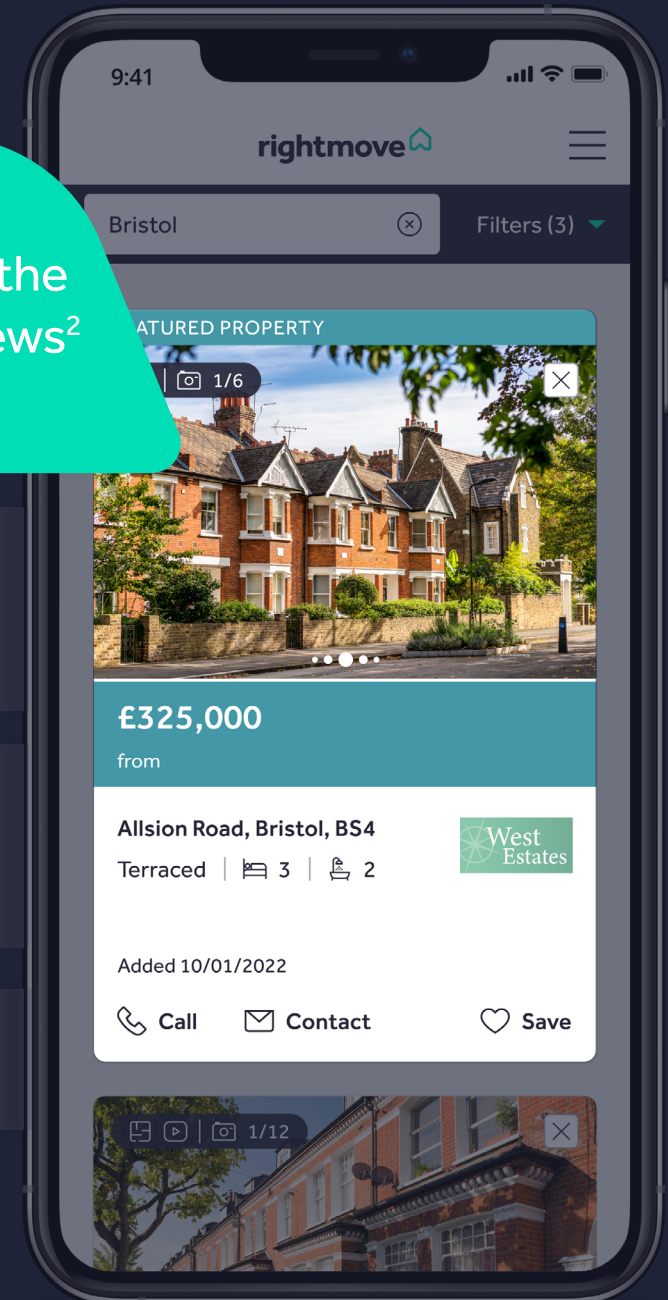 9:41
rightmove
Bristol
Filters (3)
the
ews²
ATURED PROPERTY
1/6
£325,000
from
Allsion Road, Bristol, BS4
West
Estates
Terraced | 3 | 2
Added 10/01/2022
Call Contact Save
1/12